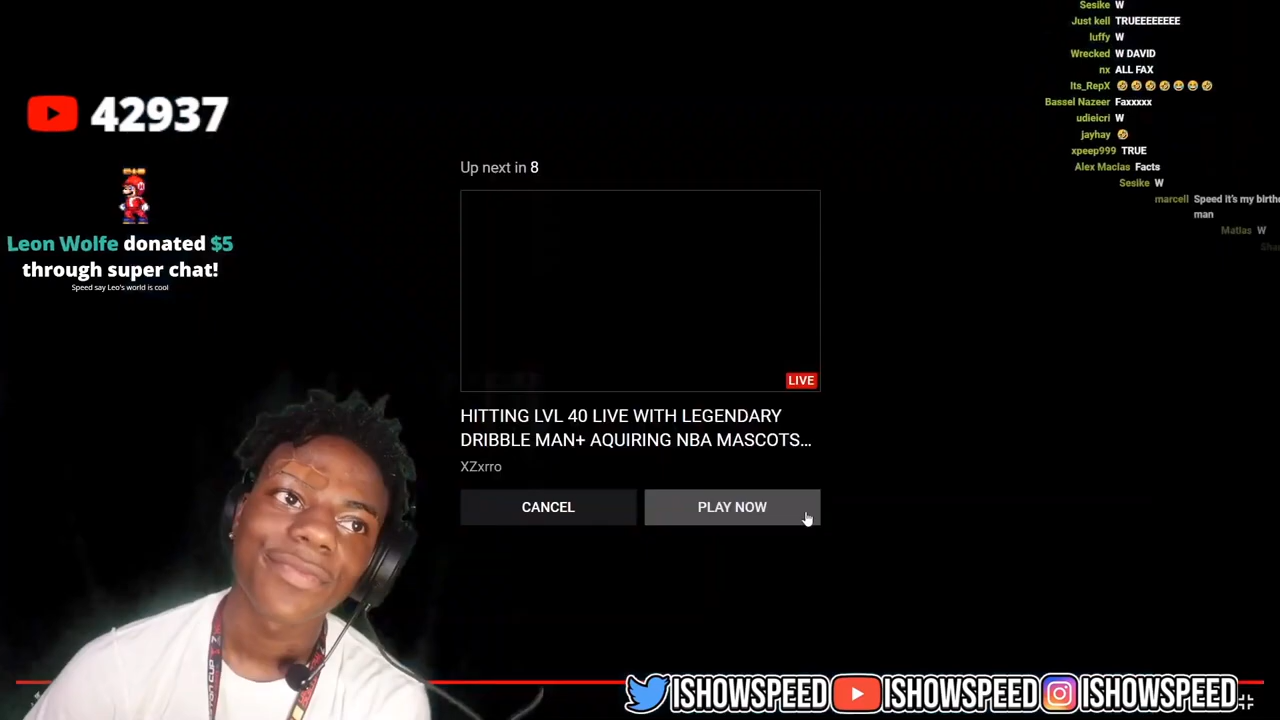 42937
Leon Wolfe donated $5
through super chat!
Speed say Leo's world is cool
Up next in 8
LIVE
HITTING LVL 40 LIVE WITH LEGENDARY
DRIBBLE MAN+ AQUIRING NBA MASCOTS...
XZxrro
CANCEL
PLAY NOW
Sesike W
Just kell TRUEEEEEEEE
luffy W
Wrecked W DAVID
nx ALL FAX
Its_RepX 🤣🤣🤣🤣😂😂🤣
Bassel Nazeer Faxxxxx
udieicri W
jayhay 🤣
xpeep999 TRUE
Alex Macias Facts
Sesike W
marcell Speed It's my birth
man
Matias W
ISHOWSPEED ISHOWSPEED ISHOWSPEED